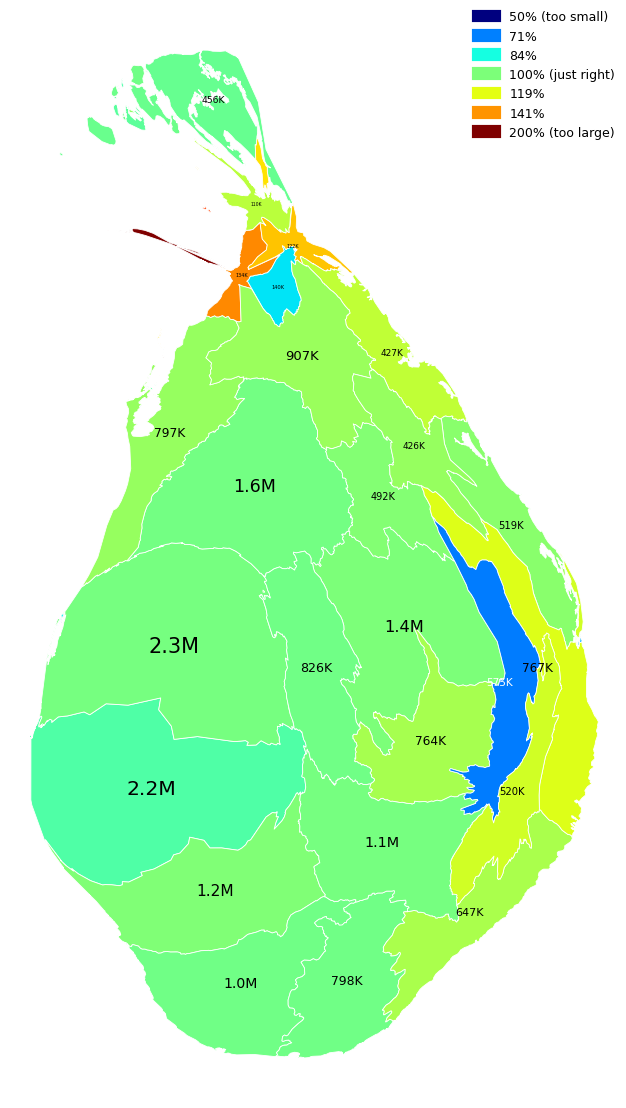 50% (too small)
71%
84%
100% (just right)
119%
141%
200% (too large)
456K
110K
122K
134K
140K
907K
427K
797K
426K
1.6M
492K
519K
1.4M
2.3M
826K
767K
573K
764K
2.2M
520K
1.1M
1.2M
647K
798K
1.0M